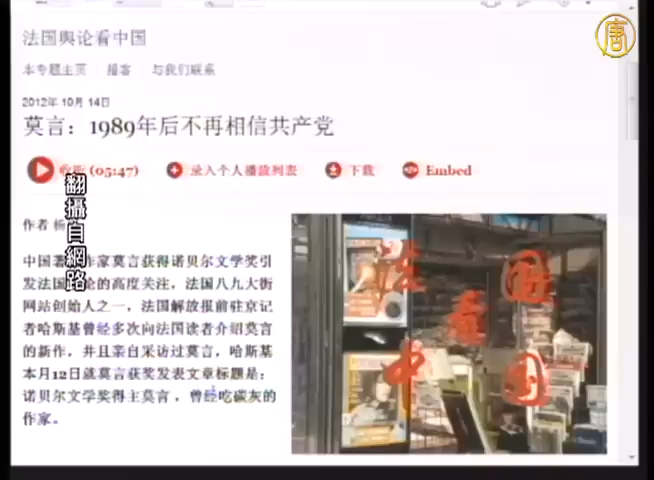 唐
法国舆论看中国
本专题主页
播客
与我们联系
2012年 10月 14日
莫言：1989年后不再相信共产党
(05:47)
录入个人播放列表
下载
Embed
翻攝自網路
作者 杨
中国著 作家莫言获得诺贝尔文学奖引
发法国 论的高度关注，法国八九大街
网站创始人之一，法国解放报前驻京记
者哈斯基曾经多次向法国读者介绍莫言
的新作，并且亲自采访过莫言，哈斯基
本月12日就莫言获奖发表文章标题是：
诺贝尔文学奖得主莫言，曾经吃碳灰的
作家。
法国
看
中国